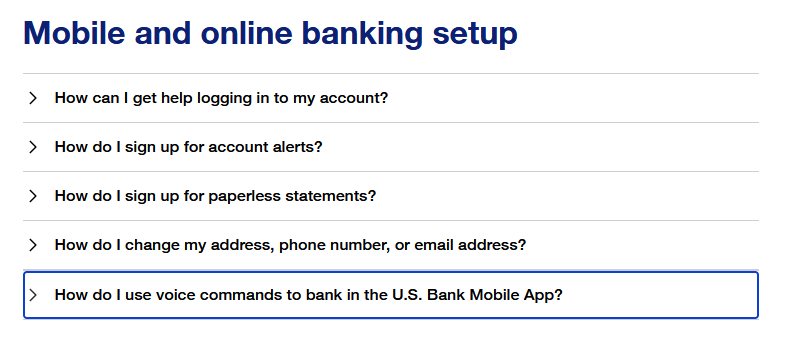 Mobile and online banking setup
How can I get help logging in to my account?
How do I sign up for account alerts?
How do I sign up for paperless statements?
How do I change my address, phone number, or email address?
How do I use voice commands to bank in the U.S. Bank Mobile App?